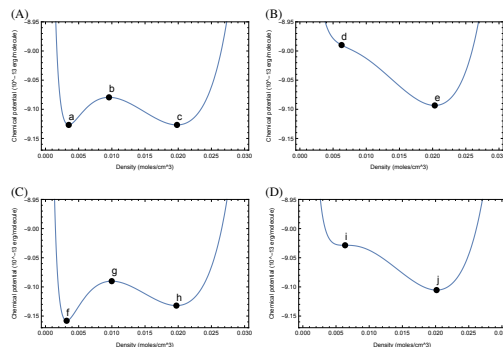 (A)
Chemical potential (10^−13 erg/molecule)
−8.95
−9.00
−9.05
−9.10
−9.15
a
b
c
0.000 0.005 0.010 0.015 0.020 0.025 0.030
Density (moles/cm^3)
(B)
Chemical potential (10^−13 erg/molecule)
−8.95
−9.00
−9.05
−9.10
−9.15
d
e
0.000 0.005 0.010 0.015 0.020 0.025 0.030
Density (moles/cm^3)
(C)
Chemical potential (10^−13 erg/molecule)
−8.95
−9.00
−9.05
−9.10
−9.15
f
g
h
0.000 0.005 0.010 0.015 0.020 0.025 0.030
Density (moles/cm^3)
(D)
Chemical potential (10^−13 erg/molecule)
−8.95
−9.00
−9.05
−9.10
−9.15
i
j
0.000 0.005 0.010 0.015 0.020 0.025 0.030
Density (moles/cm^3)